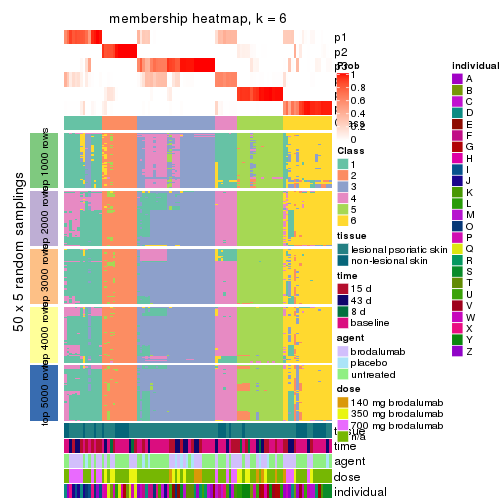 membership heatmap, k = 6
50 x 5 random samplings
top 1000 rows
top 2000 rows
top 3000 rows
top 4000 rows
top 5000 rows
p1
p2
tissue
time
agent
dose
individual
Prob
1
0.8
0.6
0.4
0.2
0
Class
1
2
3
4
5
6
tissue
lesional psoriatic skin
non-lesional skin
time
15 d
43 d
8 d
baseline
agent
brodalumab
placebo
untreated
dose
140 mg brodalumab
350 mg brodalumab
700 mg brodalumab
n/a
individual
A
B
C
D
E
F
G
H
I
J
K
L
M
O
P
Q
R
S
T
U
V
W
X
Y
Z